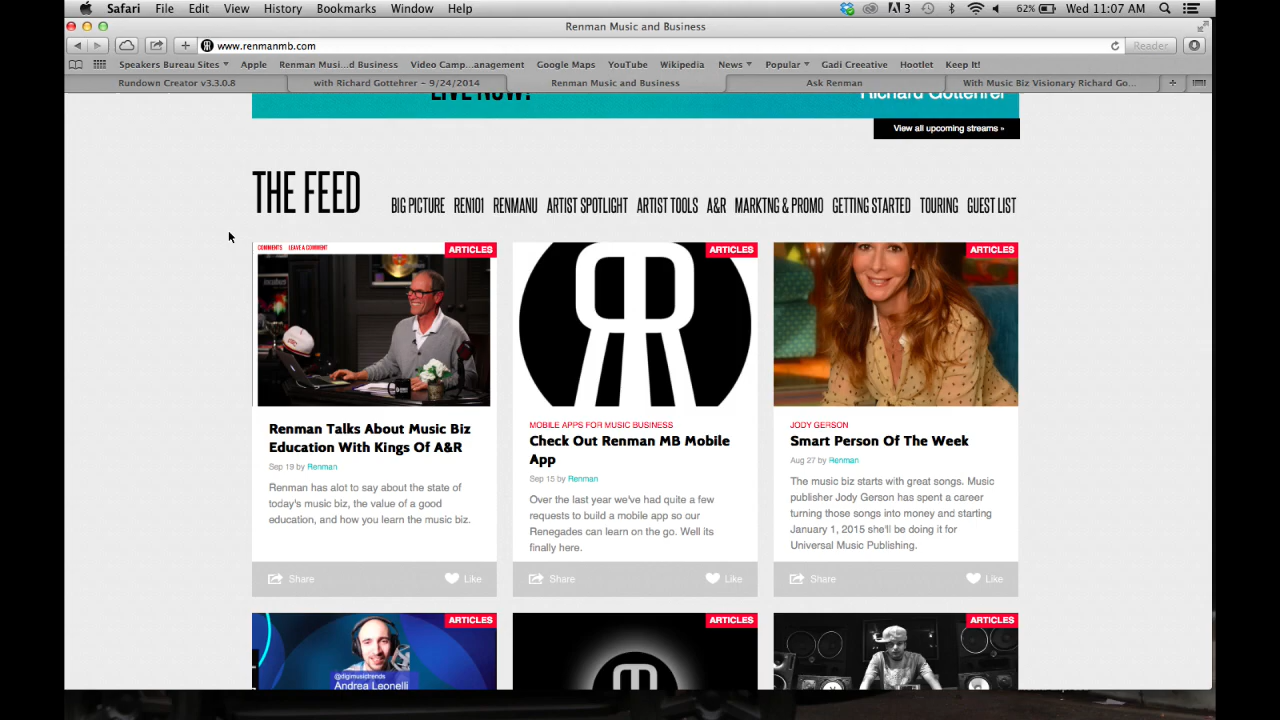 Safari File Edit View History Bookmarks Window Help 3 62% Wed 11:07 AM
Renman Music and Business
www.renmanmb.com Reader
Speakers Bureau Sites Apple Renman Musi...d Business Video Camp...anagement Google Maps YouTube Wikipedia News Popular Gadi Creeative Hootlet Keep It!
Rundown Creator v3.3.0.8 with Richard Gottehrer ~ 9/24/2014 Renman Music and Business Ask Renman With Music Biz Visionary Richard Go...
LIVE NOW! Richard Gottehrer
View all upcoming streams »
THE FEED BIG PICTURE REN101 RENMANU ARTIST SPOTLIGHT ARTIST TOOLS A&R MARKTNG & PROMO GETTING STARTED TOURING GUEST LIST
COMMENTS LEAVE A COMMENT
ARTICLES
Renman Talks About Music Biz
Education With Kings Of A&R
Sep 19 by Renman
Renman has alot to say about the state of
today's music biz, the value of a good
education, and how you learn the music biz.
Share Like
ARTICLES
MOBILE APPS FOR MUSIC BUSINESS
Check Out Renman MB Mobile
App
Sep 15 by Renman
Over the last year we've had quite a few
requests to build a mobile app so our
Renegades can learn on the go. Well its
finally here.
Share Like
ARTICLES
JODY GERSON
Smart Person Of The Week
Aug 27 by Renman
The music biz starts with great songs. Music
publisher Jody Gerson has spent a career
turning those songs into money and starting
January 1, 2015 she'll be doing it for
Universal Music Publishing.
Share Like
ARTICLES
@digimusictrends
Andrea Leonelli
ARTICLES
ARTICLES